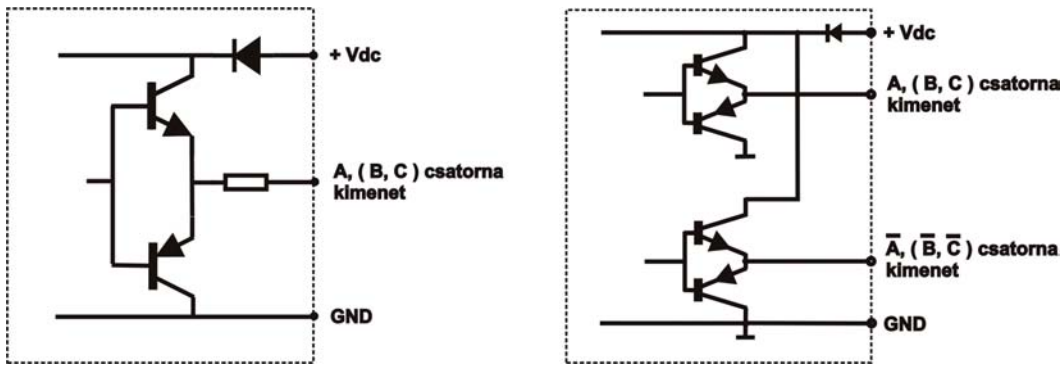 + Vdc
A, ( B, C ) csatorna
kimenet
GND
+ Vdc
A, ( B, C ) csatorna
kimenet
A̅, (B̅, C̅ ) csatorna
kimenet
GND